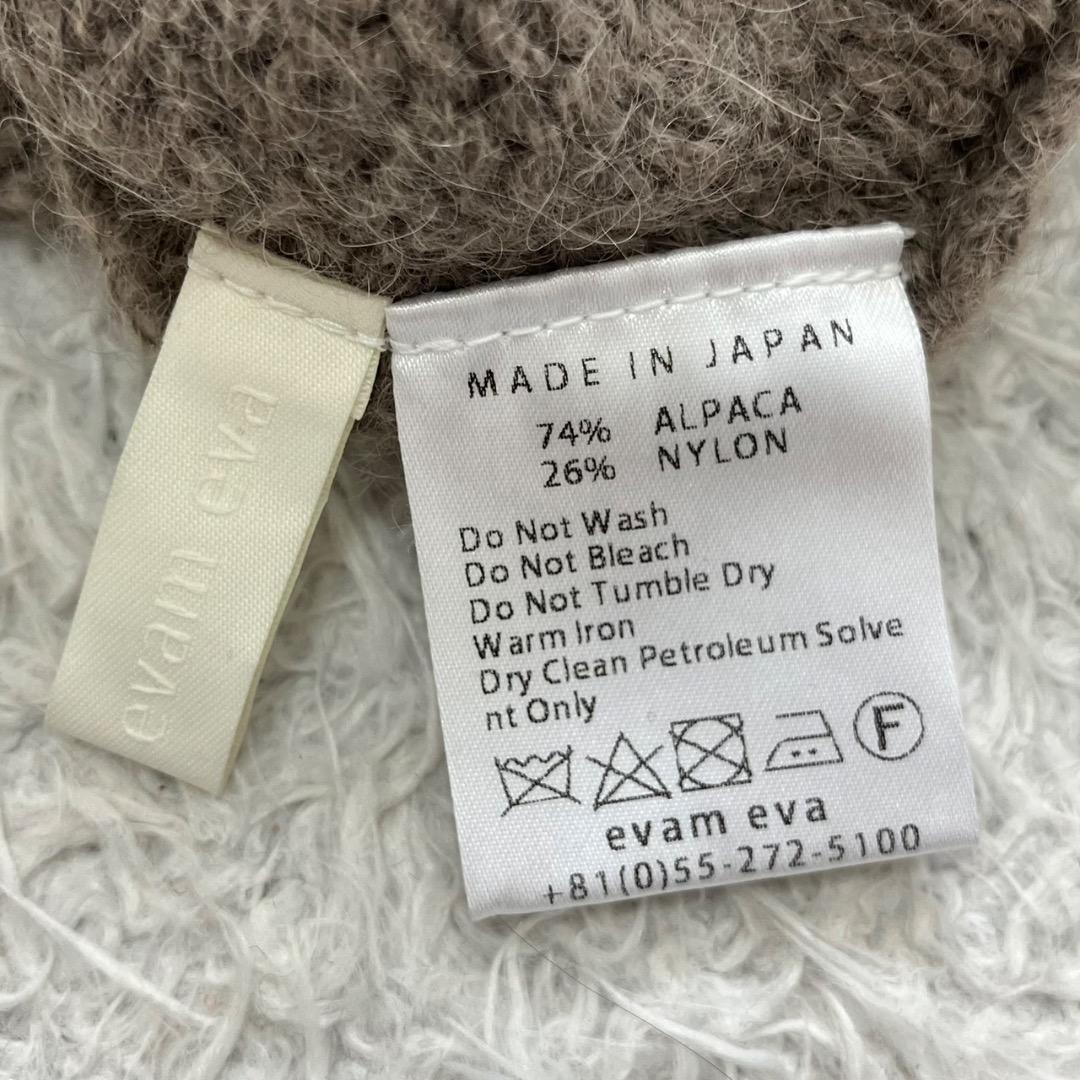 evam eva
MADE IN JAPAN
74% ALPACA
26% NYLON
Do Not Wash
Do Not Bleach
Do Not Tumble Dry
Warm Iron
Dry Clean Petroleum Solve
nt Only
F
evam eva
+81(0)55-272-5100